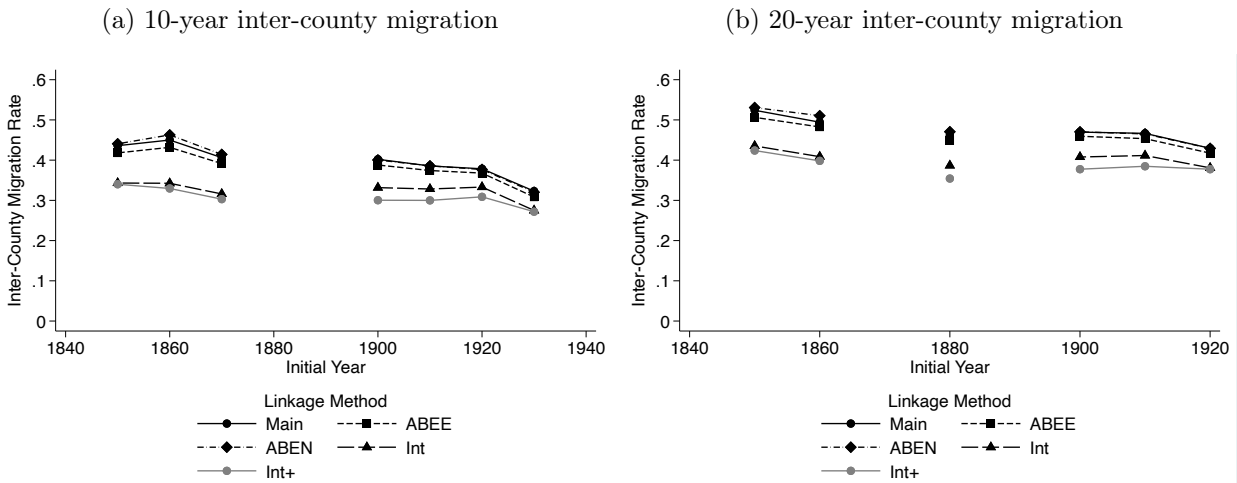 (a) 10-year inter-county migration
Inter-County Migration Rate
.6
.5
.4
.3
.2
.1
0
1840 1860 1880 1900 1920 1940
Initial Year
Linkage Method
Main ABEE
ABEN Int
Int+
(b) 20-year inter-county migration
Inter-County Migration Rate
.6
.5
.4
.3
.2
.1
0
1840 1860 1880 1900 1920
Initial Year
Linkage Method
Main ABEE
ABEN Int
Int+